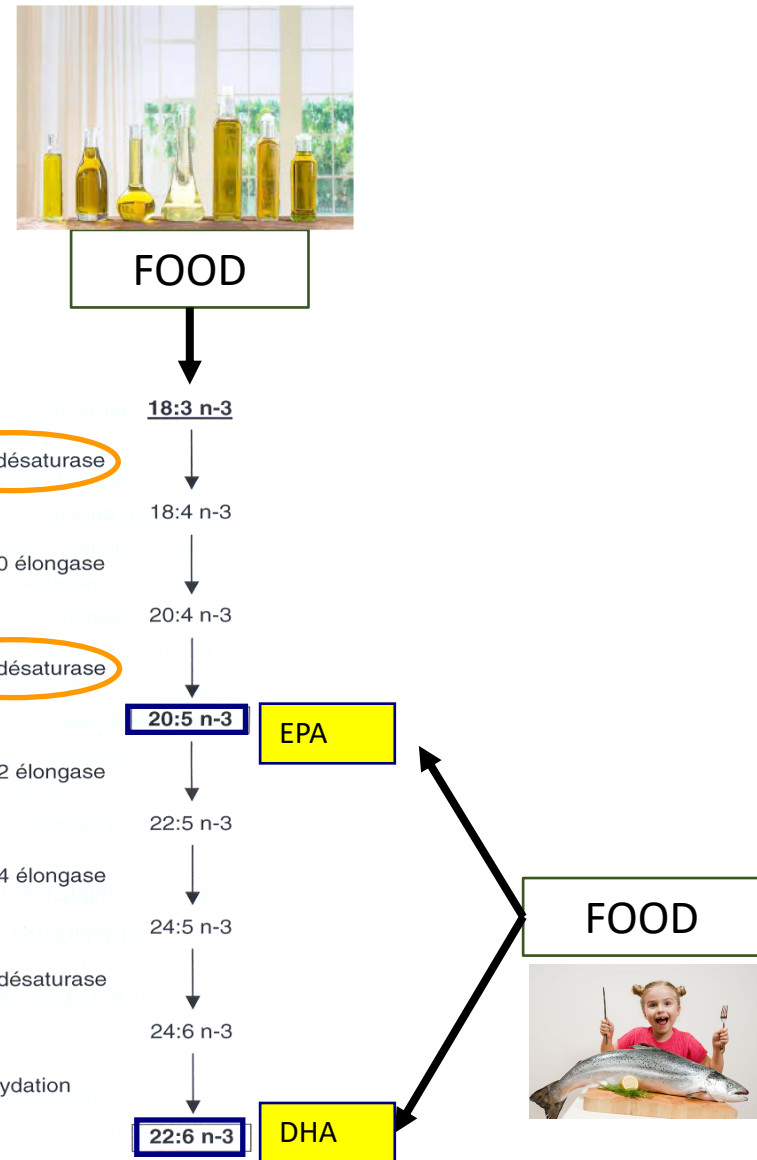 FOOD
18:3 n-3
désaturase
18:4 n-3
0 élongase
20:4 n-3
désaturase
20:5 n-3
EPA
2 élongase
22:5 n-3
4 élongase
FOOD
24:5 n-3
désaturase
24:6 n-3
ydation
22:6 n-3
DHA